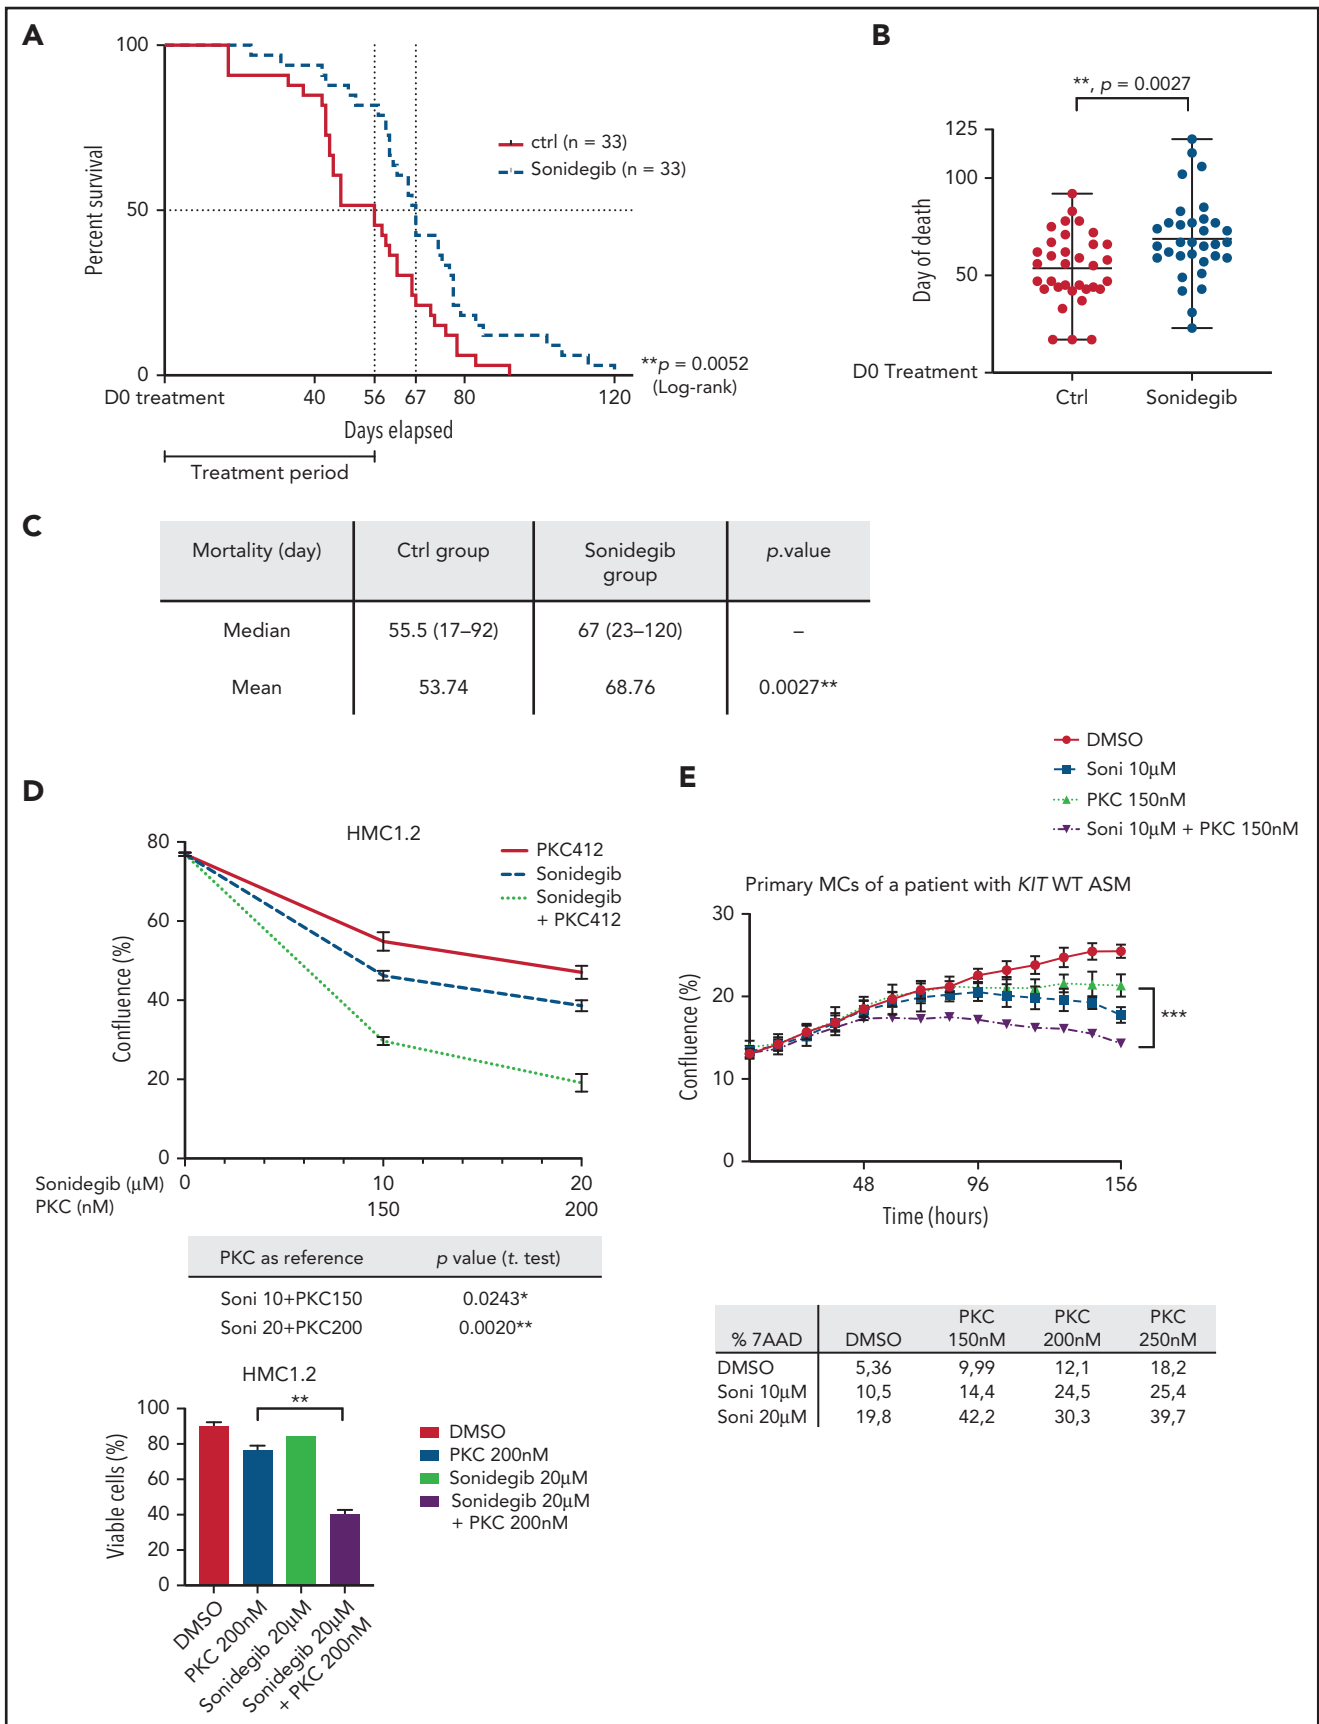 A
100
50
0
Percent survival
ctrl (n = 33)
Sonidegib (n = 33)
**p = 0.0052
(Log-rank)
D0 treatment 40 56 67 80 120
Days elapsed
Treatment period
B
**, p = 0.0027
125
100
50
Day of death
D0 Treatment
Ctrl Sonidegib
C
Mortality (day) Ctrl group Sonidegib group p.value
Median 55.5 (17–92) 67 (23–120) –
Mean 53.74 68.76 0.0027**
D
HMC1.2
PKC412
Sonidegib
Sonidegib
+ PKC412
80
60
40
20
0
Confluence (%)
Sonidegib (µM) 0 10 20
PKC (nM) 150 200
PKC as reference p value (t. test)
Soni 10+PKC150 0.0243*
Soni 20+PKC200 0.0020**
HMC1.2
**
100
80
60
40
20
0
Viable cells (%)
DMSO
PKC 200nM
Sonidegib 20µM
Sonidegib 20µM
+ PKC 200nM
DMSO
PKC 200nM
Sonidegib 20µM
Sonidegib 20µM
+ PKC 200nM
E
DMSO
Soni 10µM
PKC 150nM
Soni 10µM + PKC 150nM
Primary MCs of a patient with KIT WT ASM
30
20
10
0
Confluence (%)
***
48 96 156
Time (hours)
% 7AAD DMSO PKC 150nM PKC 200nM PKC 250nM
DMSO 5,36 9,99 12,1 18,2
Soni 10µM 10,5 14,4 24,5 25,4
Soni 20µM 19,8 42,2 30,3 39,7